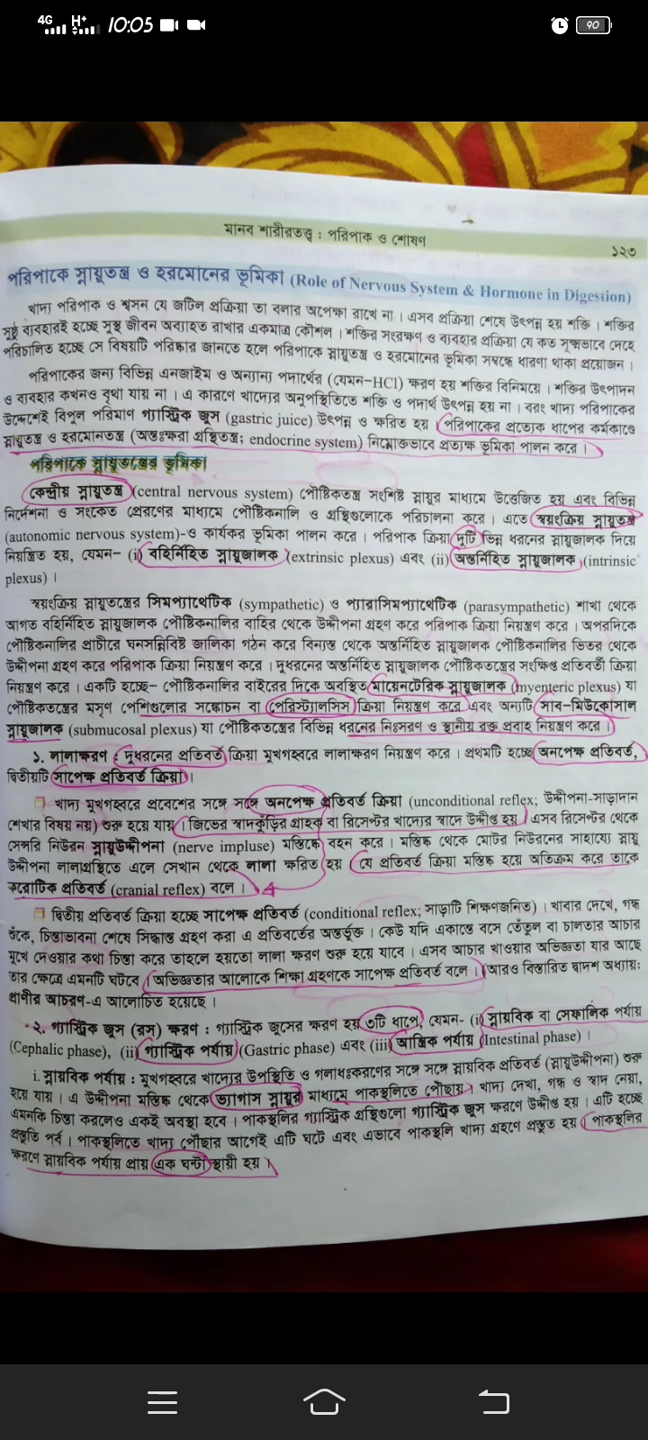 4G H+ 10:05 90
মানব শারীরতত্ত্ব : পরিপাক ও শোষণ
১২৩
পরিপাকে স্নায়ুতন্ত্র ও হরমোনের ভূমিকা (Role of Nervous System & Hormone in Digestion)
খাদ্য পরিপাক ও শ্বসন যে জটিল প্রক্রিয়া তা বলার অপেক্ষা রাখে না । এসব প্রক্রিয়া শেষে উৎপন্ন হয় শক্তি । শক্তির
সুষ্ঠু ব্যবহারই হচ্ছে সুস্থ জীবন অব্যাহত রাখার একমাত্র কৌশল । শক্তির সংরক্ষণ ও ব্যবহার প্রক্রিয়া যে কত সূক্ষ্মভাবে দেহে
পরিচালিত হচ্ছে সে বিষয়টি পরিষ্কার জানতে হলে পরিপাকে স্নায়ুতন্ত্র ও হরমোনের ভূমিকা সম্বন্ধে ধারণা থাকা প্রয়োজন ।
পরিপাকের জন্য বিভিন্ন এনজাইম ও অন্যান্য পদার্থের (যেমন-HCl) ক্ষরণ হয় শক্তির বিনিময়ে । শক্তির উৎপাদন
ও ব্যবহার কখনও বৃথা যায় না । এ কারণে খাদ্যের অনুপস্থিতিতে শক্তি ও পদার্থ উৎপন্ন হয় না । বরং খাদ্য পরিপাকের
উদ্দেশেই বিপুল পরিমাণ গ্যাস্ট্রিক জুস (gastric juice) উৎপন্ন ও ক্ষরিত হয় । পরিপাকের প্রত্যেক ধাপের কর্মকাণ্ডে
স্নায়ুতন্ত্র ও হরমোনতন্ত্র (অন্তঃক্ষরা গ্রন্থিতন্ত্র; endocrine system) নিম্নোক্তভাবে প্রত্যক্ষ ভূমিকা পালন করে ।
পরিপাকে স্নায়ুতন্ত্রের ভূমিকা
কেন্দ্রীয় স্নায়ুতন্ত্র (central nervous system) পৌষ্টিকতন্ত্র সংশিষ্ট স্নায়ুর মাধ্যমে উত্তেজিত হয় এবং বিভিন্ন
নির্দেশনা ও সংকেত প্রেরণের মাধ্যমে পৌষ্টিকনালি ও গ্রন্থিগুলোকে পরিচালনা করে । এতে স্বয়ংক্রিয় স্নায়ুতন্ত্র
(autonomic nervous system)-ও কার্যকর ভূমিকা পালন করে । পরিপাক ক্রিয়া দুটি ভিন্ন ধরনের স্নায়ুজালক দিয়ে
নিয়ন্ত্রিত হয়, যেমন– (i) বহির্নিহিত স্নায়ুজালক (extrinsic plexus) এবং (ii) অন্তর্নিহিত স্নায়ুজালক (intrinsic
plexus) ।
স্বয়ংক্রিয় স্নায়ুতন্ত্রের সিমপ্যাথেটিক (sympathetic) ও প্যারাসিমপ্যাথেটিক (parasympathetic) শাখা থেকে
আগত বহির্নিহিত স্নায়ুজালক পৌষ্টিকনালির বাহির থেকে উদ্দীপনা গ্রহণ করে পরিপাক ক্রিয়া নিয়ন্ত্রণ করে । অপরদিকে
পৌষ্টিকনালির প্রাচীরে ঘনসন্নিবিষ্ট জালিকা গঠন করে বিন্যস্ত থেকে অন্তর্নিহিত স্নায়ুজালক পৌষ্টিকনালির ভিতর থেকে
উদ্দীপনা গ্রহণ করে পরিপাক ক্রিয়া নিয়ন্ত্রণ করে । দুধরনের অন্তর্নিহিত স্নায়ুজালক পৌষ্টিকতন্ত্রের সংক্ষিপ্ত প্রতিবর্তী ক্রিয়া
নিয়ন্ত্রণ করে । একটি হচ্ছে– পৌষ্টিকনালির বাইরের দিকে অবস্থিত মায়েনটেরিক স্নায়ুজালক (myenteric plexus) যা
পৌষ্টিকতন্ত্রের মসৃণ পেশিগুলোর সঙ্কোচন বা পেরিস্ট্যালসিস ক্রিয়া নিয়ন্ত্রণ করে এবং অন্যটি সাব-মিউকোসাল
স্নায়ুজালক (submucosal plexus) যা পৌষ্টিকতন্ত্রের বিভিন্ন ধরনের নিঃসরণ ও স্থানীয় রক্ত প্রবাহ নিয়ন্ত্রণ করে ।
১. লালাক্ষরণ : দুধরনের প্রতিবর্ত ক্রিয়া মুখগহ্বরে লালাক্ষরণ নিয়ন্ত্রণ করে । প্রথমটি হচ্ছে অনপেক্ষ প্রতিবর্ত,
দ্বিতীয়টি সাপেক্ষ প্রতিবর্ত ক্রিয়া ।
❐ খাদ্য মুখগহ্বরে প্রবেশের সঙ্গে সঙ্গে অনপেক্ষ প্রতিবর্ত ক্রিয়া (unconditional reflex; উদ্দীপনা-সাড়াদান
শেখার বিষয় নয়) শুরু হয়ে যায় । জিভের স্বাদকুঁড়ির গ্রাহক বা রিসেপ্টর খাদ্যের স্বাদে উদ্দীপ্ত হয় । এসব রিসেপ্টর থেকে
সেন্সরি নিউরন স্নায়ুউদ্দীপনা (nerve impluse) মস্তিষ্কে বহন করে । মস্তিষ্ক থেকে মোটর নিউরনের সাহায্যে স্নায়ু
উদ্দীপনা লালাগ্রন্থিতে এলে সেখান থেকে লালা ক্ষরিত হয় । যে প্রতিবর্ত ক্রিয়া মস্তিষ্ক হয়ে অতিক্রম করে তাকে
করোটিক প্রতিবর্ত (cranial reflex) বলে ।
❐ দ্বিতীয় প্রতিবর্ত ক্রিয়া হচ্ছে সাপেক্ষ প্রতিবর্ত (conditional reflex; সাড়াটি শিক্ষণজনিত) । খাবার দেখে, গন্ধ
শুঁকে, চিন্তাভাবনা শেষে সিদ্ধান্ত গ্রহণ করা এ প্রতিবর্তের অন্তর্ভুক্ত । কেউ যদি একান্তে বসে তেঁতুল বা চালতার আচার
মুখে দেওয়ার কথা চিন্তা করে তাহলে হয়তো লালা ক্ষরণ শুরু হয়ে যাবে । এসব আচার খাওয়ার অভিজ্ঞতা যার আছে
তার ক্ষেত্রে এমনটি ঘটবে । অভিজ্ঞতার আলোকে শিক্ষা গ্রহণকে সাপেক্ষ প্রতিবর্ত বলে । (আরও বিস্তারিত দ্বাদশ অধ্যায়:
প্রাণীর আচরণ-এ আলোচিত হয়েছে ।
২. গ্যাস্ট্রিক জুস (রস) ক্ষরণ : গ্যাস্ট্রিক জুসের ক্ষরণ হয় ৩টি ধাপে, যেমন- (i) স্নায়বিক বা সেফালিক পর্যায়
(Cephalic phase), (ii) গ্যাস্ট্রিক পর্যায় (Gastric phase) এবং (iii) আন্ত্রিক পর্যায় (Intestinal phase) ।
i. স্নায়বিক পর্যায় : মুখগহ্বরে খাদ্যের উপস্থিতি ও গলাধঃকরণের সঙ্গে সঙ্গে স্নায়বিক প্রতিবর্ত (স্নায়ুউদ্দীপনা) শুরু
হয়ে যায় । এ উদ্দীপনা মস্তিষ্ক থেকে ভ্যাগাস স্নায়ুর মাধ্যমে পাকস্থলিতে পৌঁছায় । খাদ্য দেখা, গন্ধ ও স্বাদ নেয়া,
এমনকি চিন্তা করলেও একই অবস্থা হবে । পাকস্থলির গ্যাস্ট্রিক গ্রন্থিগুলো গ্যাস্ট্রিক জুস ক্ষরণে উদ্দীপ্ত হয় । এটি হচ্ছে
প্রস্তুতি পর্ব । পাকস্থলিতে খাদ্য পৌঁছার আগেই এটি ঘটে এবং এভাবে পাকস্থলি খাদ্য গ্রহণে প্রস্তুত হয় । পাকস্থলির
ক্ষরণে স্নায়বিক পর্যায় প্রায় এক ঘন্টা স্থায়ী হয় ।